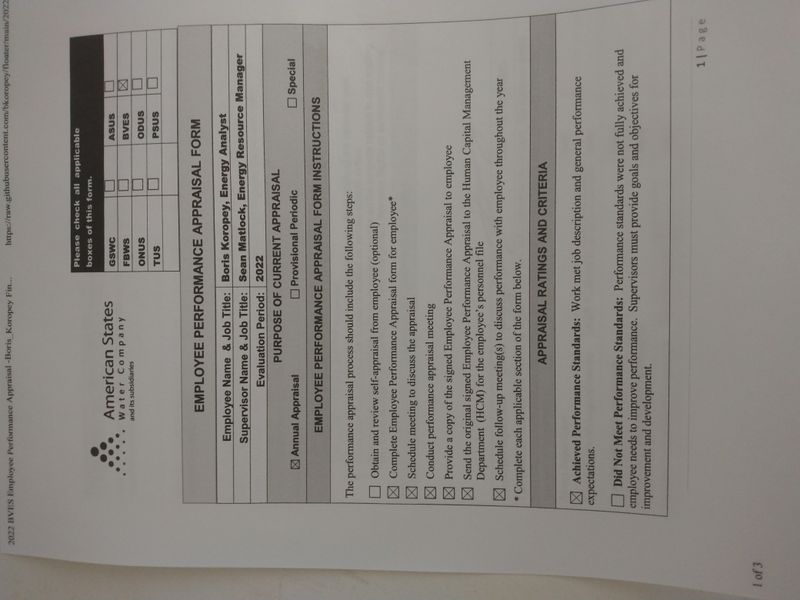 2022 BVES Employee Performance Appraisal -Boris_Koropey Fin...
https://raw.githubusercontent.com/bkoropey/floater/main/2022
American States
Water Company
and its subsidiaries
Please check all applicable
boxes of this form.
GSWC ☐ ASUS ☐
FBWS ☐ BVES ☒
ONUS ☐ ODUS ☐
TUS ☐ PSUS ☐
EMPLOYEE PERFORMANCE APPRAISAL FORM
Employee Name & Job Title: Boris Koropey, Energy Analyst
Supervisor Name & Job Title: Sean Matlock, Energy Resource Manager
Evaluation Period: 2022
PURPOSE OF CURRENT APPRAISAL
☒ Annual Appraisal ☐ Provisional Periodic ☐ Special
EMPLOYEE PERFORMANCE APPRAISAL FORM INSTRUCTIONS
The performance appraisal process should include the following steps:
☐ Obtain and review self-appraisal from employee (optional)
☒ Complete Employee Performance Appraisal form for employee*
☒ Schedule meeting to discuss the appraisal
☒ Conduct performance appraisal meeting
☒ Provide a copy of the signed Employee Performance Appraisal to employee
☒ Send the original signed Employee Performance Appraisal to the Human Capital Management
Department (HCM) for the employee's personnel file
☒ Schedule follow-up meeting(s) to discuss performance with employee throughout the year
* Complete each applicable section of the form below.
APPRAISAL RATINGS AND CRITERIA
☒ Achieved Performance Standards: Work met job description and general performance
expectations.
☐ Did Not Meet Performance Standards: Performance standards were not fully achieved and
employee needs to improve performance. Supervisors must provide goals and objectives for
improvement and development.
1 | Page
1 of 3